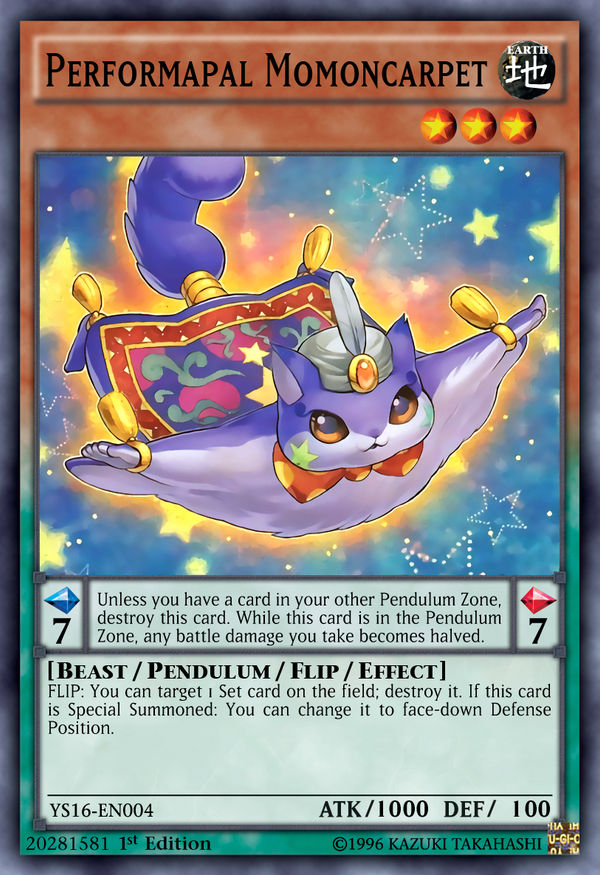 PERFORMAPAL MOMONCARPET
EARTH
地
7
Unless you have a card in your other Pendulum Zone,
destroy this card. While this card is in the Pendulum
Zone, any battle damage you take becomes halved.
7
[BEAST / PENDULUM / FLIP / EFFECT]
FLIP: You can target 1 Set card on the field; destroy it. If this card
is Special Summoned: You can change it to face-down Defense
Position.
YS16-EN004
ATK/1000 DEF/ 100
20281581 1st Edition
©1996 KAZUKI TAKAHASHI
U-GI-O